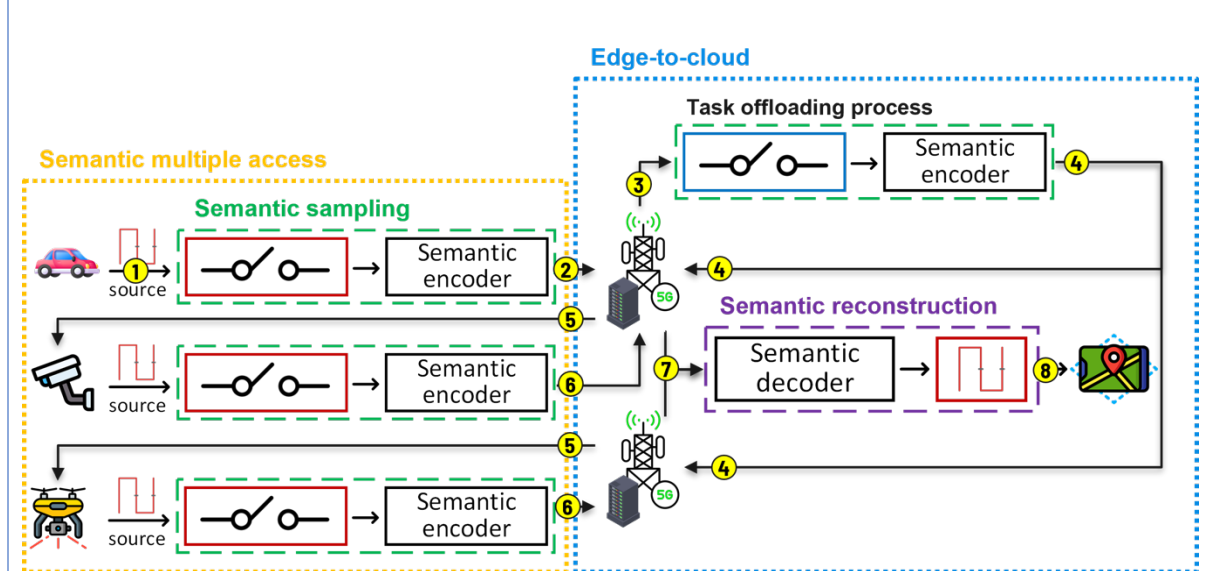 Edge-to-cloud
Task offloading process
Semantic
encoder
4
3
Semantic multiple access
Semantic sampling
1
source
Semantic
encoder
2
4
5G
5
Semantic reconstruction
source
Semantic
encoder
6
7
Semantic
decoder
8
5
4
source
Semantic
encoder
6
5G